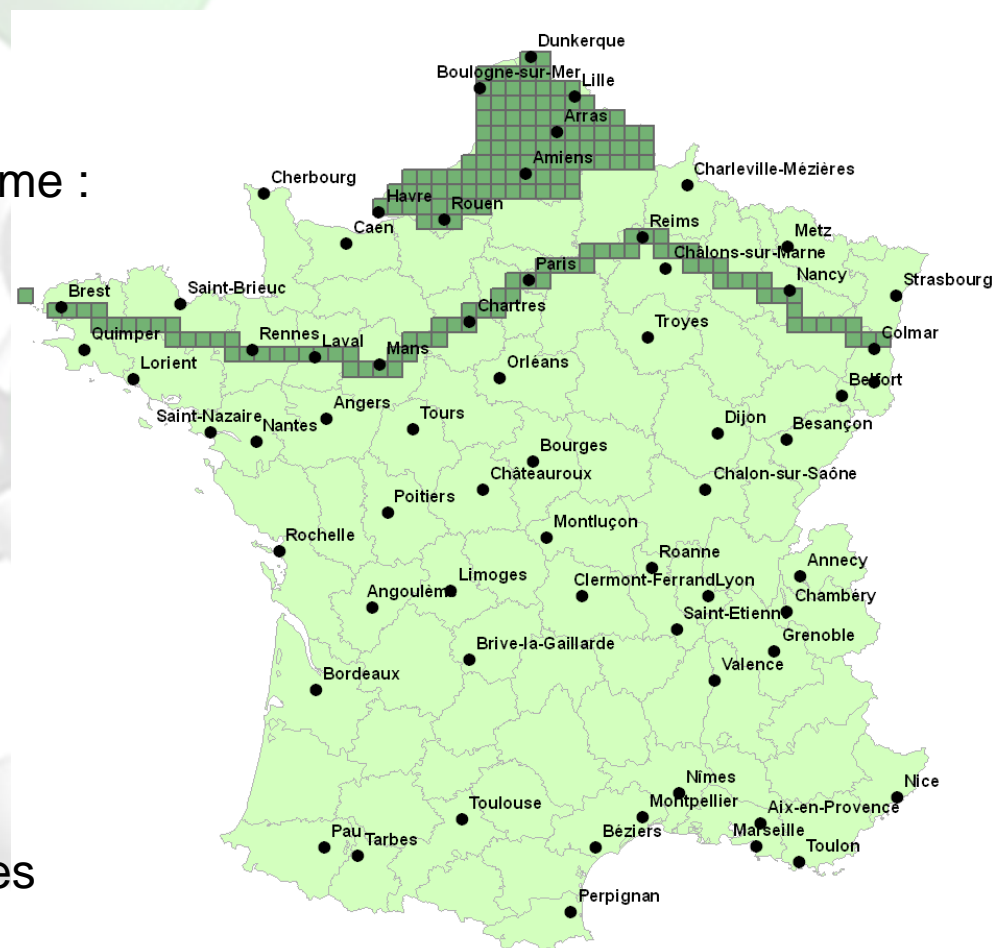 Dunkerque
Boulogne-sur-Mer
Lille
Arras
me :
Amiens
Charleville-Mézières
Cherbourg
Havre
Rouen
Reims
Caen
Metz
Châlons-sur-Marne
Paris
Nancy
Strasbourg
Brest
Saint-Brieuc
Chartres
Troyes
Quimper
Rennes
Laval
Mans
Colmar
Lorient
Orléans
Belfort
Saint-Nazaire
Angers
Tours
Dijon
Nantes
Besançon
Bourges
Châteauroux
Chalon-sur-Saône
Poitiers
Montluçon
Rochelle
Roanne
Annecy
Limoges
Clermont-Ferrand
Lyon
Angoulêm
Chambéry
Saint-Etienn
Brive-la-Gaillarde
Grenoble
Valence
Bordeaux
Nîmes
Nice
Toulouse
Montpellier
Aix-en-Provence
Pau
Tarbes
Béziers
Marseille
Toulon
es
Perpignan